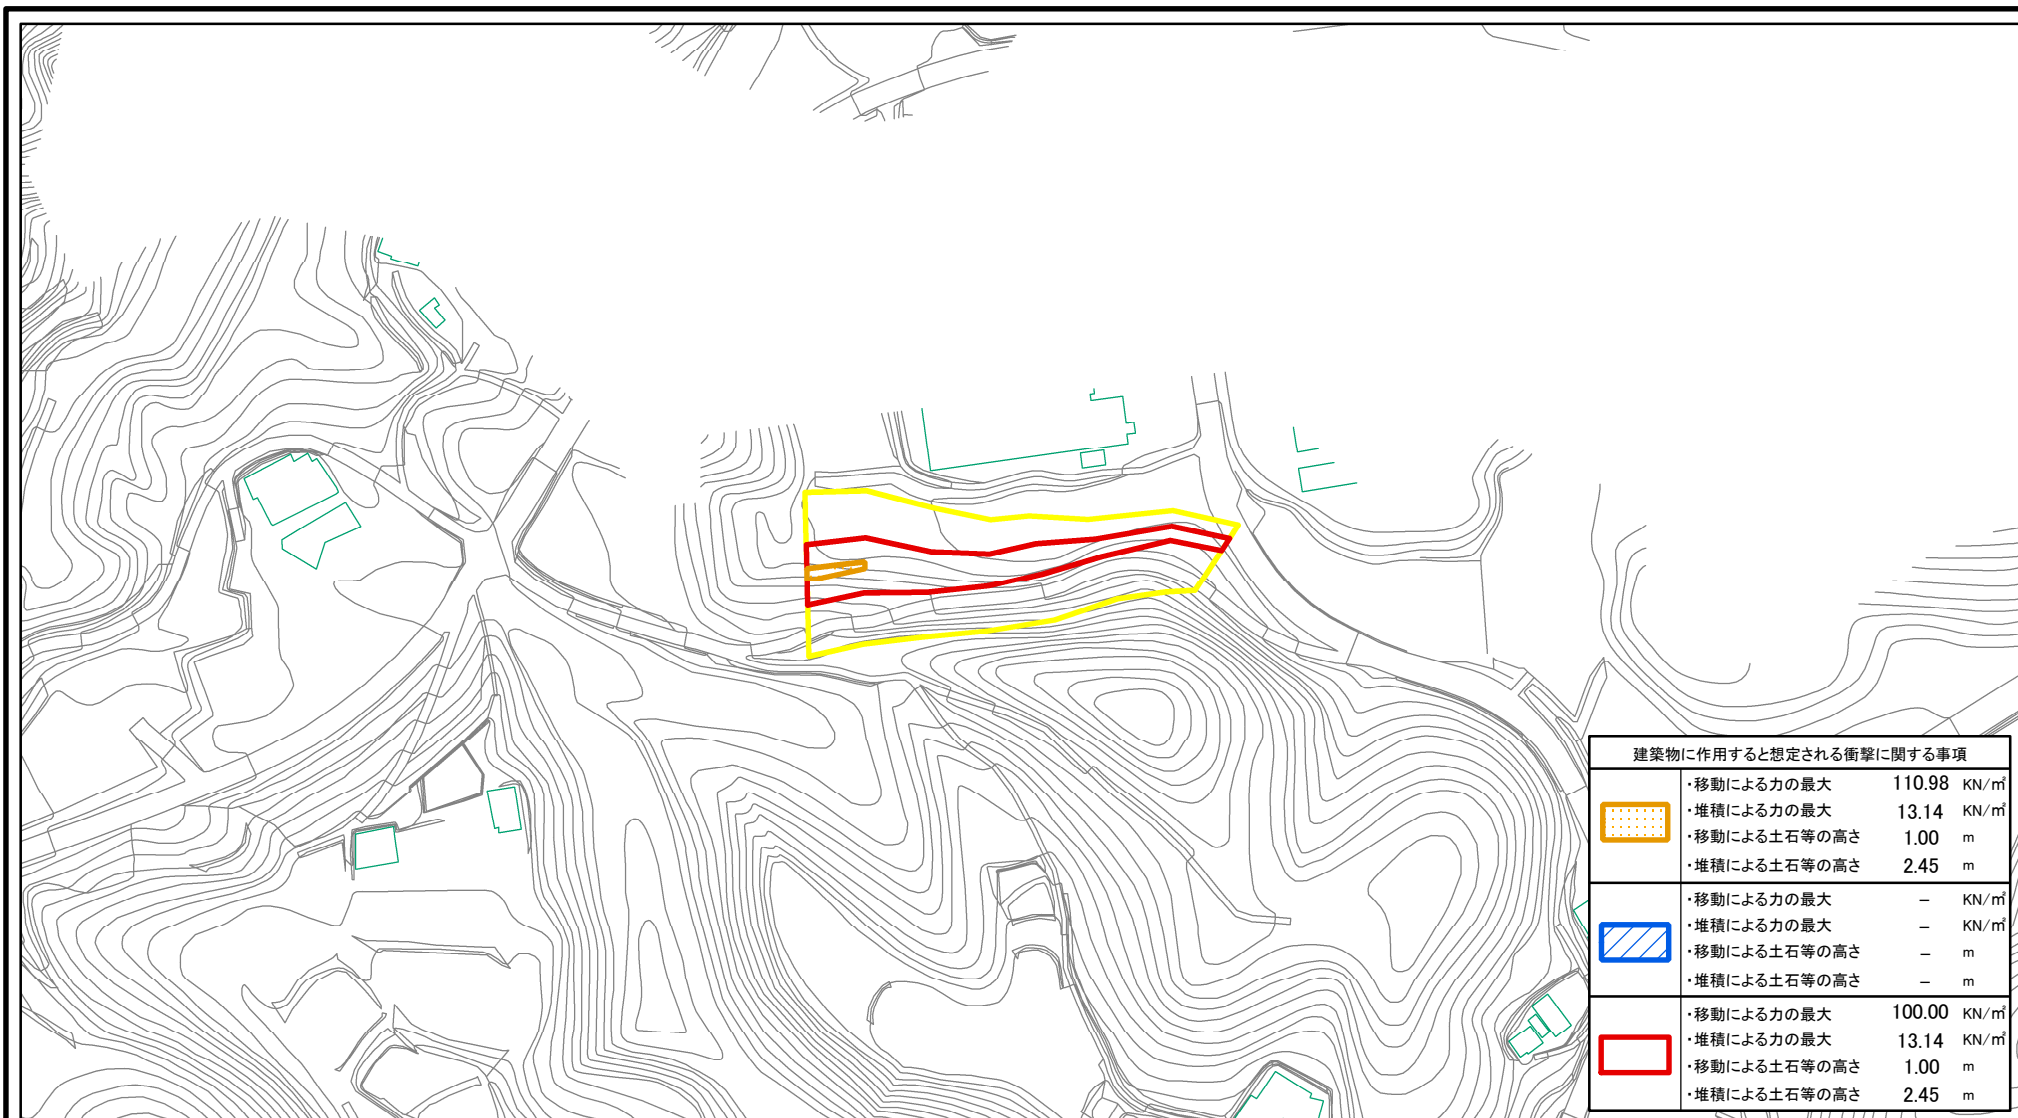 建築物に作用すると想定される衝撃に関する事項
・移動による力の最大 110.98 KN/㎡
・堆積による力の最大 13.14 KN/㎡
・移動による土石等の高さ 1.00 m
・堆積による土石等の高さ 2.45 m
・移動による力の最大 − KN/㎡
・堆積による力の最大 − KN/㎡
・移動による土石等の高さ − m
・堆積による土石等の高さ − m
・移動による力の最大 100.00 KN/㎡
・堆積による力の最大 13.14 KN/㎡
・移動による土石等の高さ 1.00 m
・堆積による土石等の高さ 2.45 m